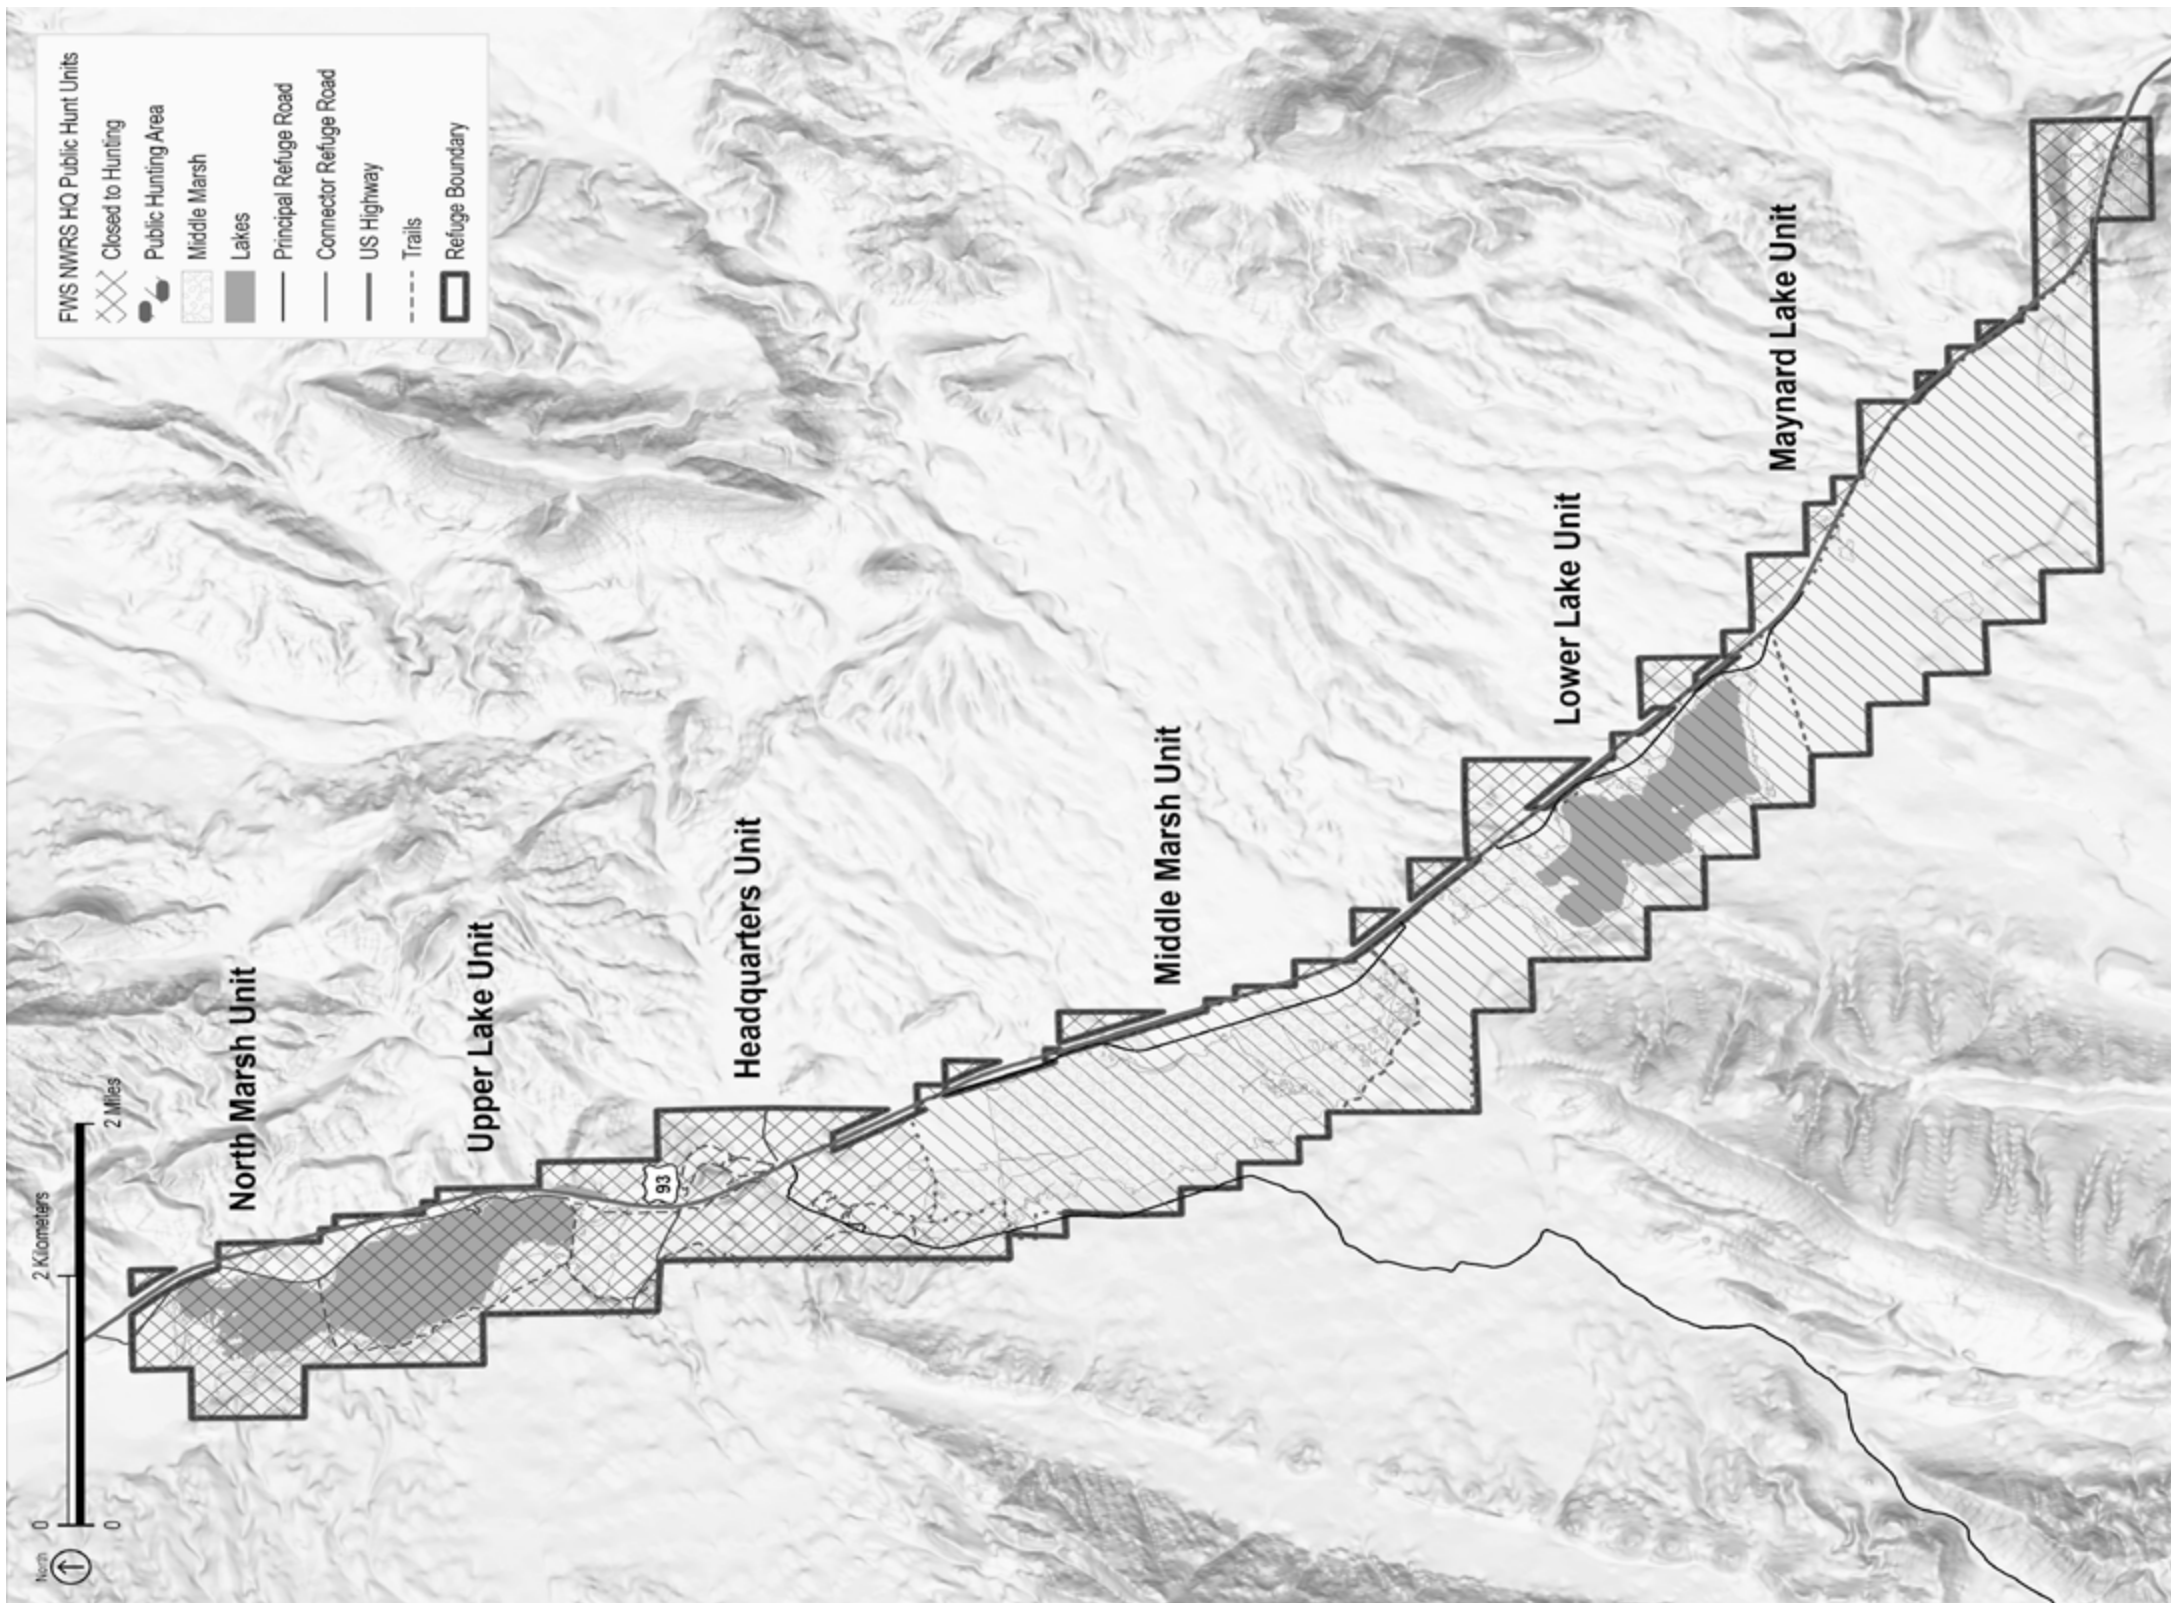 FWS NWRS HQ Public Hunt Units
Closed to Hunting
Public Hunting Area
Middle Marsh
Lakes
Principal Refuge Road
Connector Refuge Road
US Highway
Trails
Refuge Boundary
North
0 2 Kilometers
0 2 Miles
North Marsh Unit
Upper Lake Unit
Headquarters Unit
93
Middle Marsh Unit
Lower Lake Unit
Maynard Lake Unit